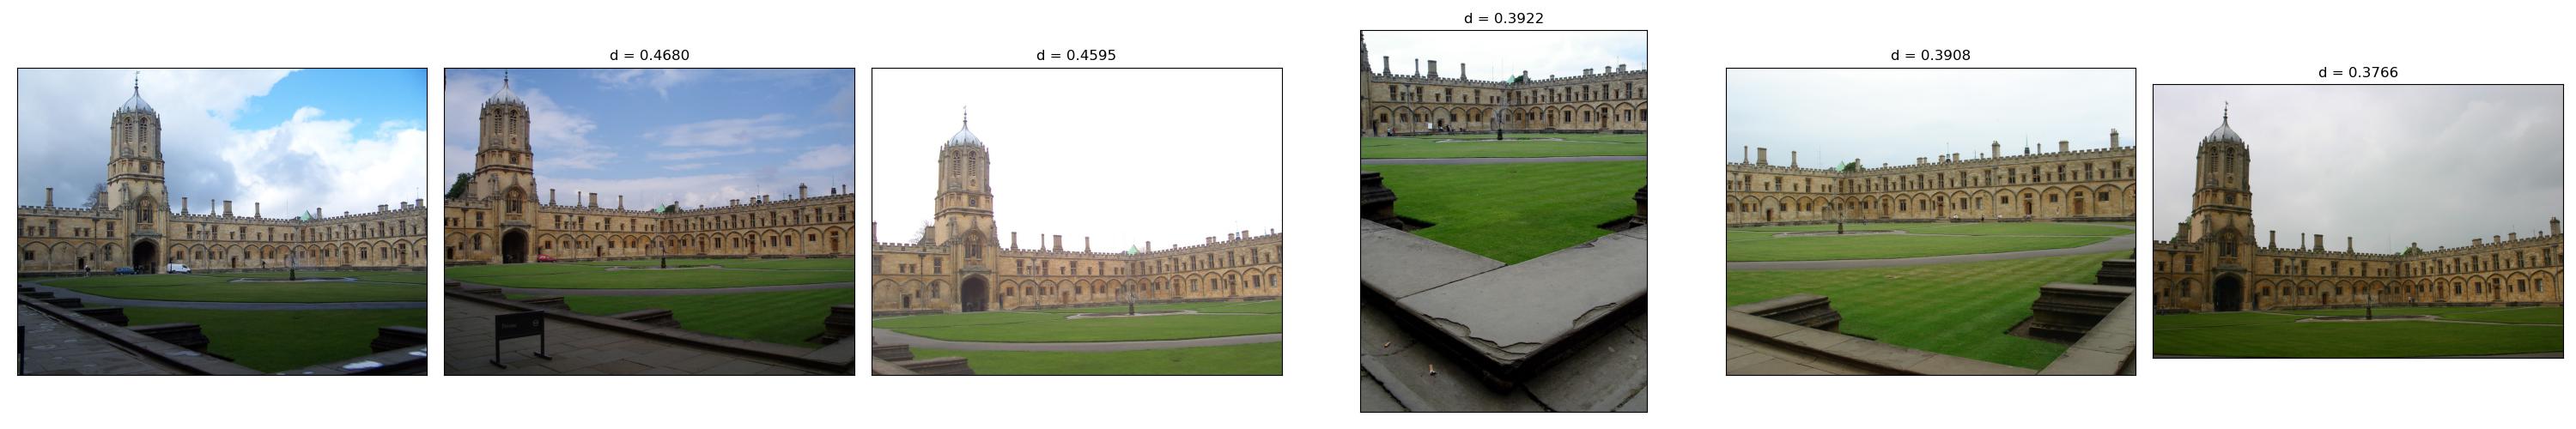 d = 0.4680
d = 0.4595
d = 0.3922
d = 0.3908
d = 0.3766